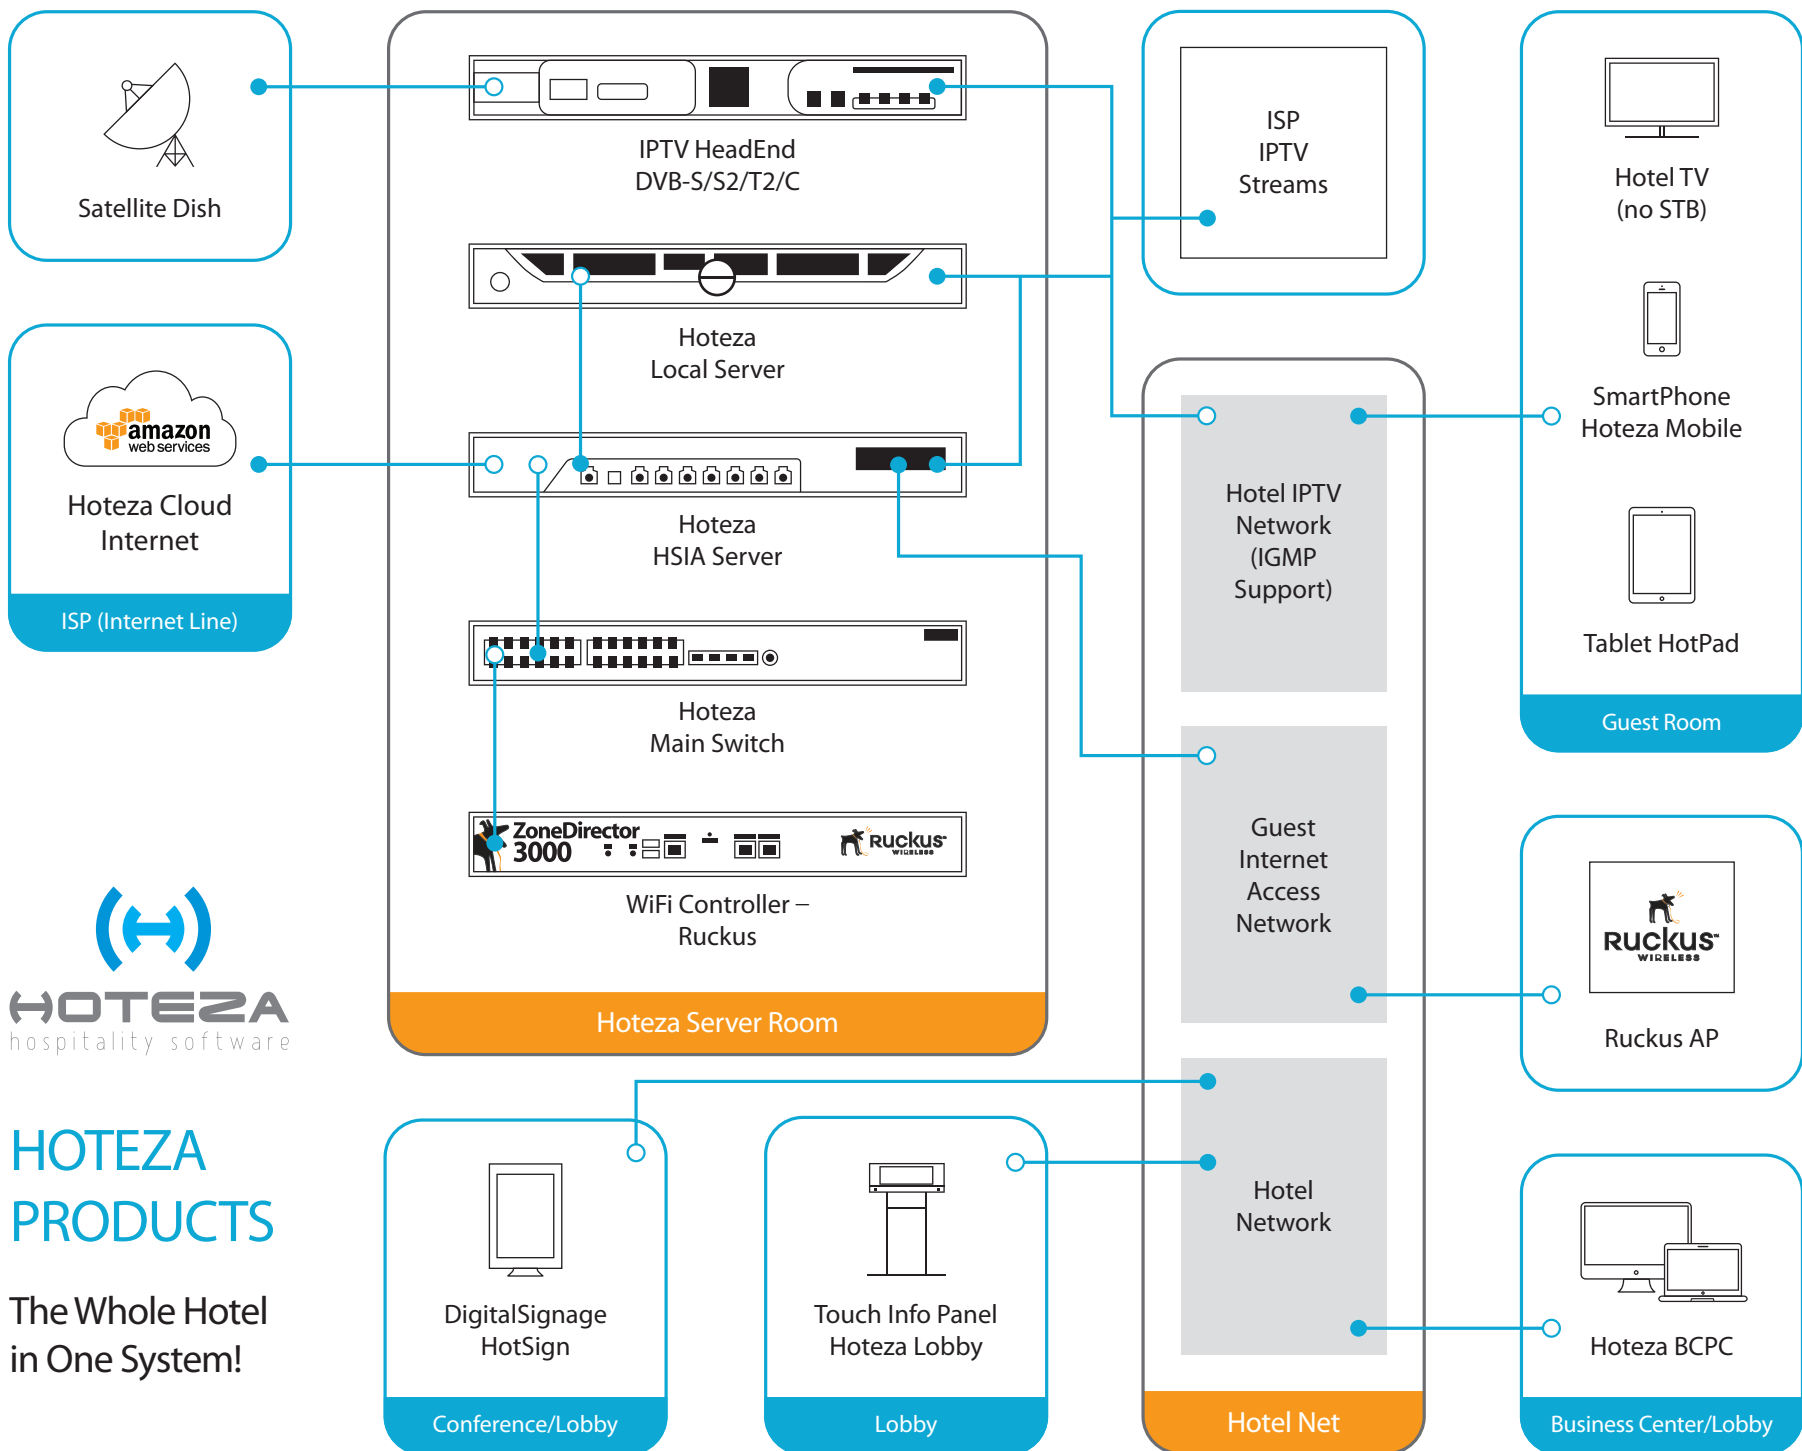 Satellite Dish
amazon
web services
Hoteza Cloud
Internet
ISP (Internet Line)
IPTV HeadEnd
DVB-S/S2/T2/C
Hoteza
Local Server
Hoteza
HSIA Server
Hoteza
Main Switch
ZoneDirector
3000
RUCKUS™
WIRELESS
WiFi Controller –
Ruckus
Hoteza Server Room
ISP
IPTV
Streams
Hotel IPTV
Network
(IGMP
Support)
Guest
Internet
Access
Network
Hotel
Network
Hotel Net
Hotel TV
(no STB)
SmartPhone
Hoteza Mobile
Tablet HotPad
Guest Room
RUCKUS™
WIRELESS
Ruckus AP
Hoteza BCPC
Business Center/Lobby
DigitalSignage
HotSign
Conference/Lobby
Touch Info Panel
Hoteza Lobby
Lobby
HOTEZA
hospitality software
HOTEZA
PRODUCTS
The Whole Hotel
in One System!